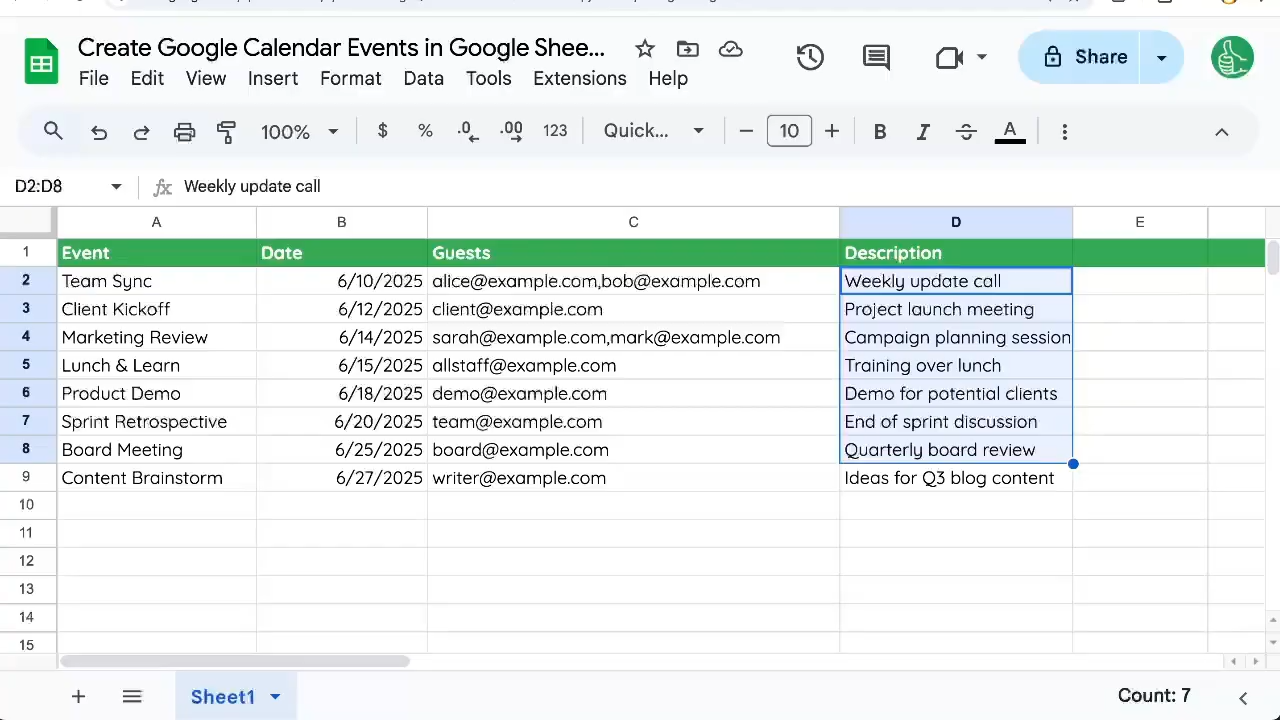 Create Google Calendar Events in Google Shee...
File Edit View Insert Format Data Tools Extensions Help
Share
100% $ % .0 .00 123 Quick... 10 B I A
D2:D8 fx Weekly update call
A B C D E
1 Event Date Guests Description
2 Team Sync 6/10/2025 alice@example.com,bob@example.com Weekly update call
3 Client Kickoff 6/12/2025 client@example.com Project launch meeting
4 Marketing Review 6/14/2025 sarah@example.com,mark@example.com Campaign planning session
5 Lunch & Learn 6/15/2025 allstaff@example.com Training over lunch
6 Product Demo 6/18/2025 demo@example.com Demo for potential clients
7 Sprint Retrospective 6/20/2025 team@example.com End of sprint discussion
8 Board Meeting 6/25/2025 board@example.com Quarterly board review
9 Content Brainstorm 6/27/2025 writer@example.com Ideas for Q3 blog content
10
11
12
13
14
15
Sheet1 Count: 7